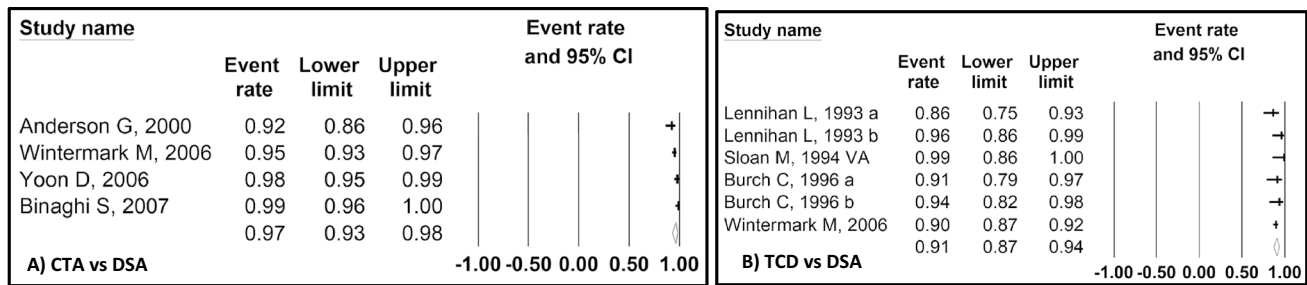 Study name
Event rate
and 95% CI
Event Lower Upper
rate limit limit
Anderson G, 2000 0.92 0.86 0.96
Wintermark M, 2006 0.95 0.93 0.97
Yoon D, 2006 0.98 0.95 0.99
Binaghi S, 2007 0.99 0.96 1.00
0.97 0.93 0.98
A) CTA vs DSA
-1.00 -0.50 0.00 0.50 1.00
Study name
Event rate
and 95% CI
Event Lower Upper
rate limit limit
Lennihan L, 1993 a 0.86 0.75 0.93
Lennihan L, 1993 b 0.96 0.86 0.99
Sloan M, 1994 VA 0.99 0.86 1.00
Burch C, 1996 a 0.91 0.79 0.97
Burch C, 1996 b 0.94 0.82 0.98
Wintermark M, 2006 0.90 0.87 0.92
0.91 0.87 0.94
B) TCD vs DSA
-1.00 -0.50 0.00 0.50 1.00